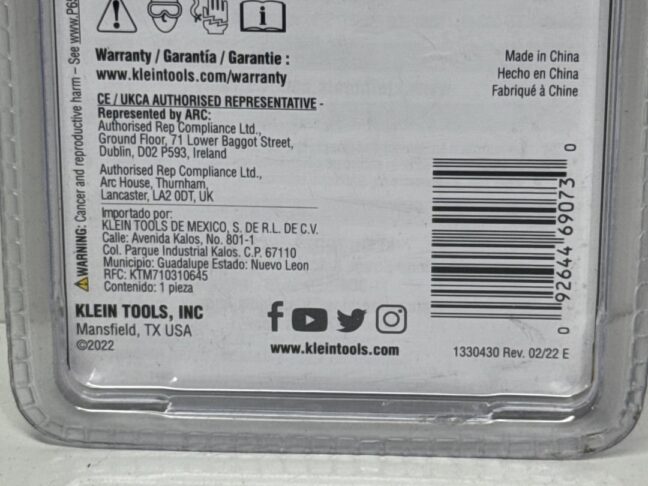 ⚠WARNING: Cancer and reproductive harm – See www.P65
Warranty / Garantía / Garantie :
www.kleintools.com/warranty
CE / UKCA AUTHORISED REPRESENTATIVE -
Represented by ARC:
Authorised Rep Compliance Ltd.,
Ground Floor, 71 Lower Baggot Street,
Dublin, D02 P593, Ireland
Authorised Rep Compliance Ltd.,
Arc House, Thurnham,
Lancaster, LA2 0DT, UK
Importado por:
KLEIN TOOLS DE MEXICO, S. DE R.L. DE C.V.
Calle: Avenida Kalos, No. 801-1
Col. Parque Industrial Kalos. C.P. 67110
Municipio: Guadalupe Estado: Nuevo Leon
RFC: KTM710310645
Contenido: 1 pieza
KLEIN TOOLS, INC
Mansfield, TX USA
©2022
www.kleintools.com
Made in China
Hecho en China
Fabriqué à Chine
0 92644 69073 0
1330430 Rev. 02/22 E